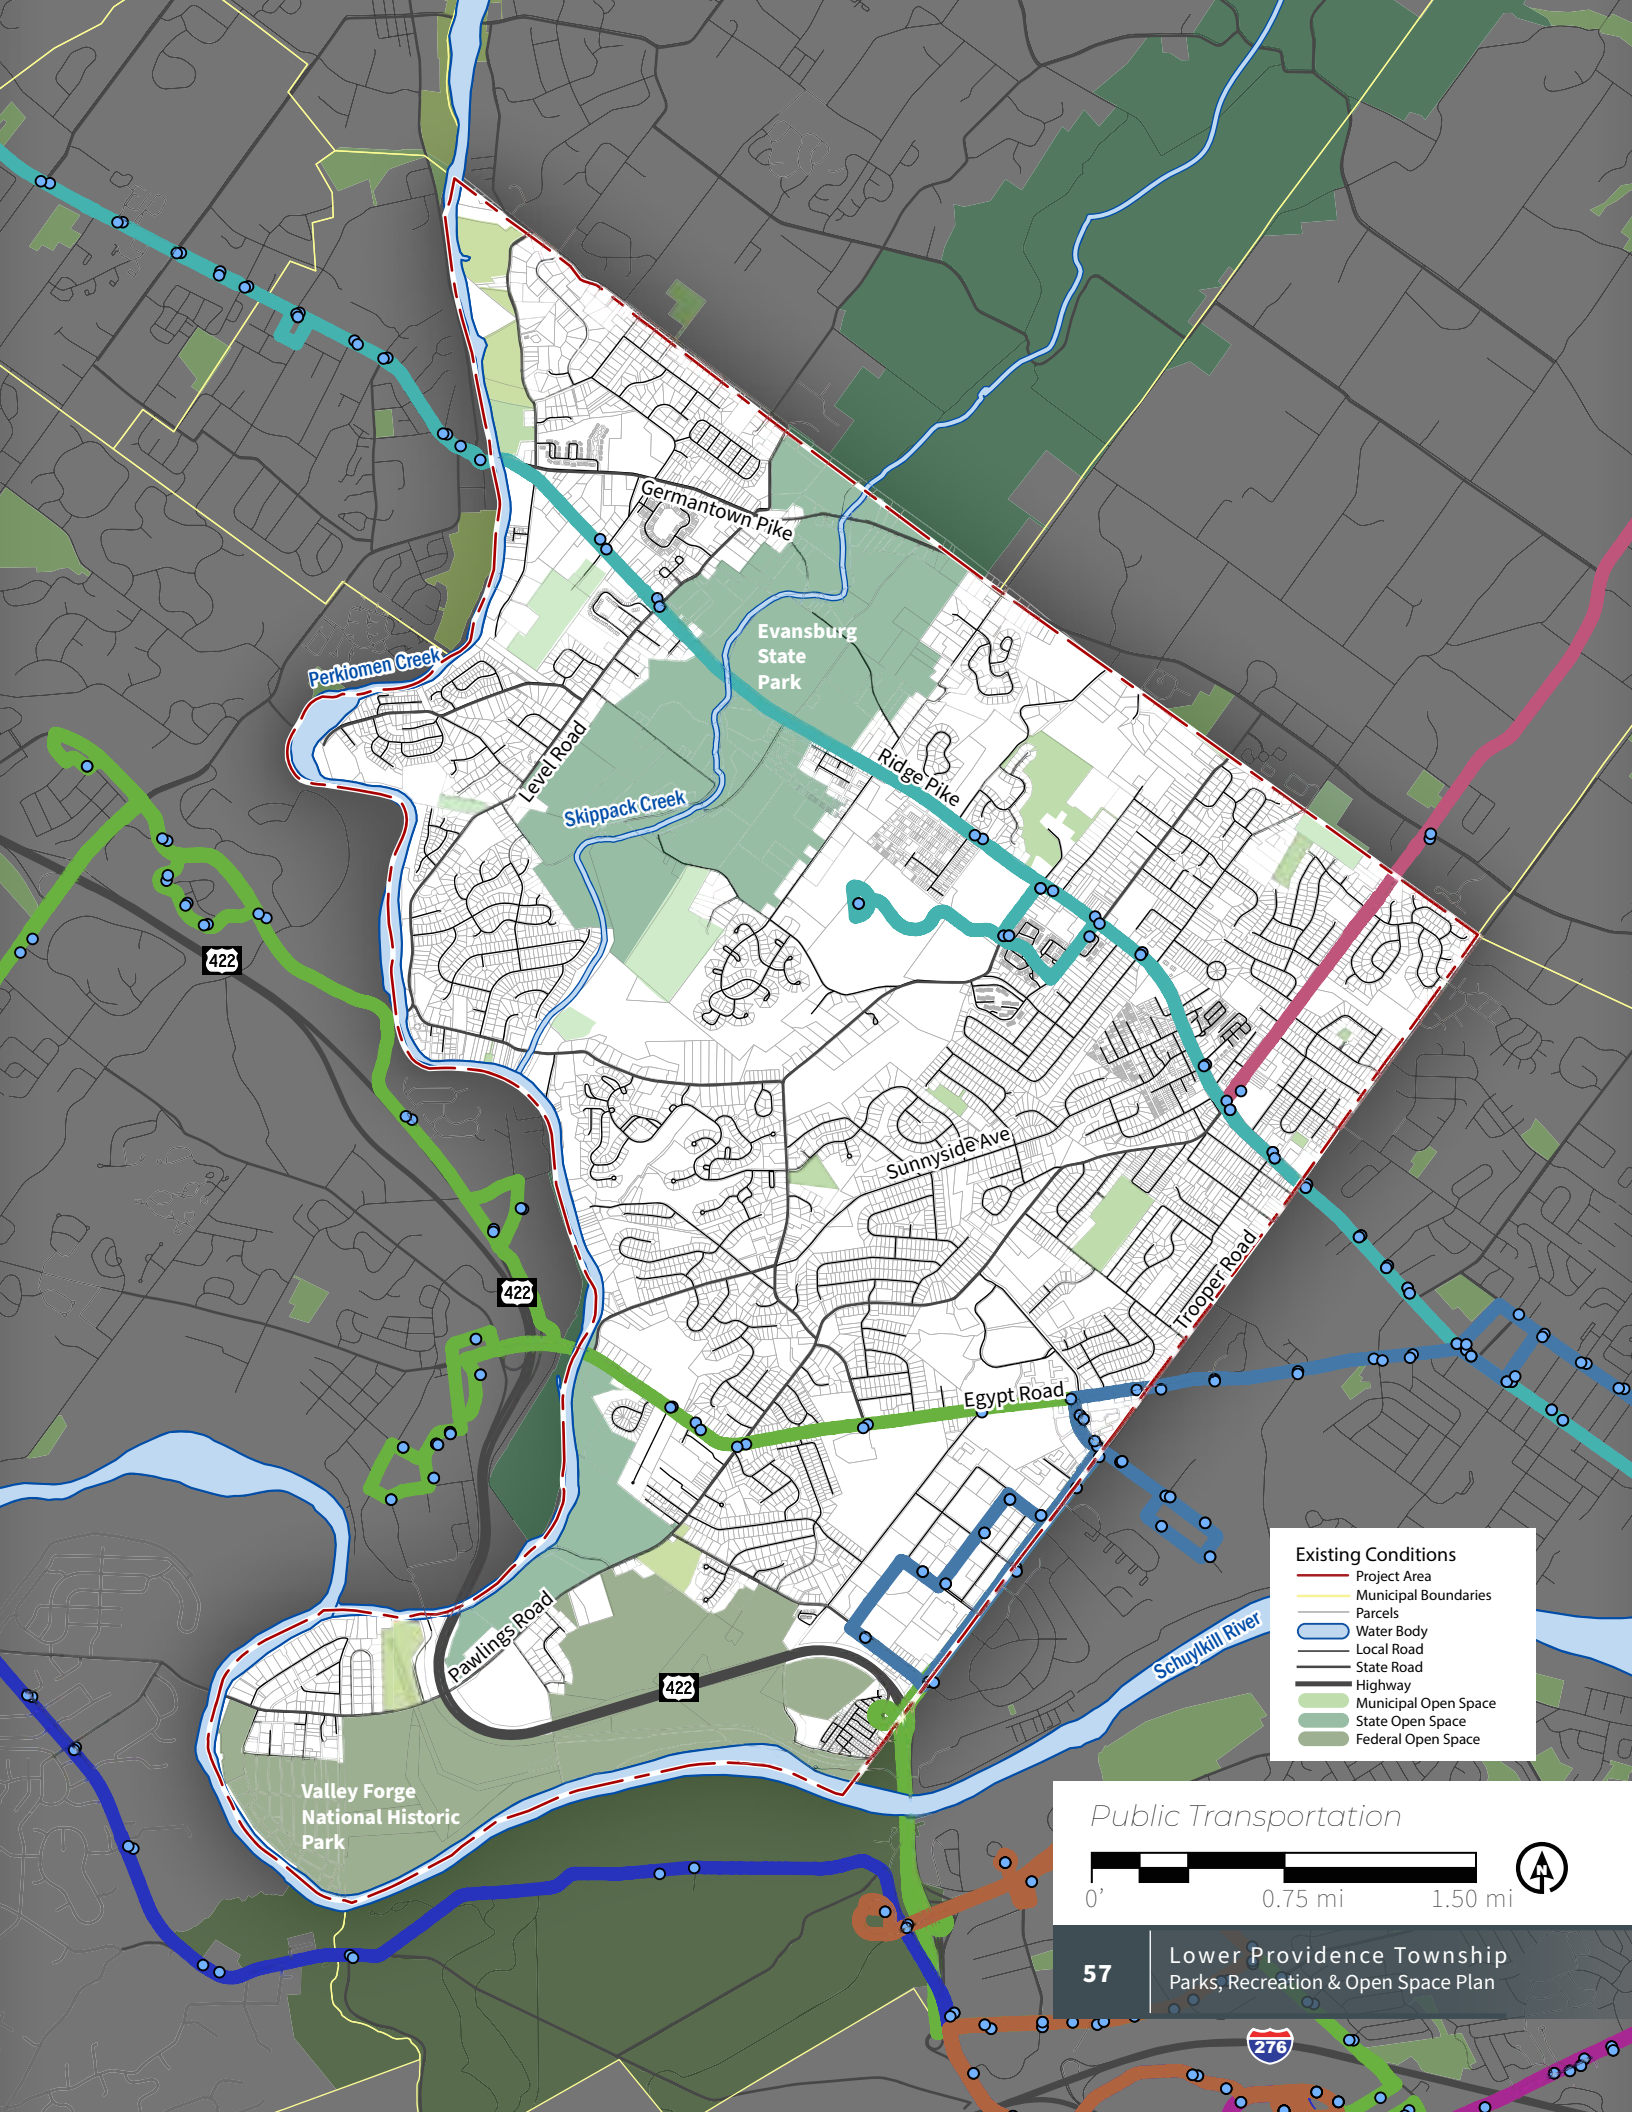 Germantown Pike
Evansburg
State
Park
Perkiomen Creek
Level Road
Ridge Pike
Skippack Creek
422
Sunnyside Ave
Trooper Road
422
Egypt Road
Pawlings Road
422
Schuylkill River
Valley Forge
National Historic
Park
Existing Conditions
Project Area
Municipal Boundaries
Parcels
Water Body
Local Road
State Road
Highway
Municipal Open Space
State Open Space
Federal Open Space
Public Transportation
N
0' 0.75 mi 1.50 mi
57
Lower Providence Township
Parks, Recreation & Open Space Plan
276